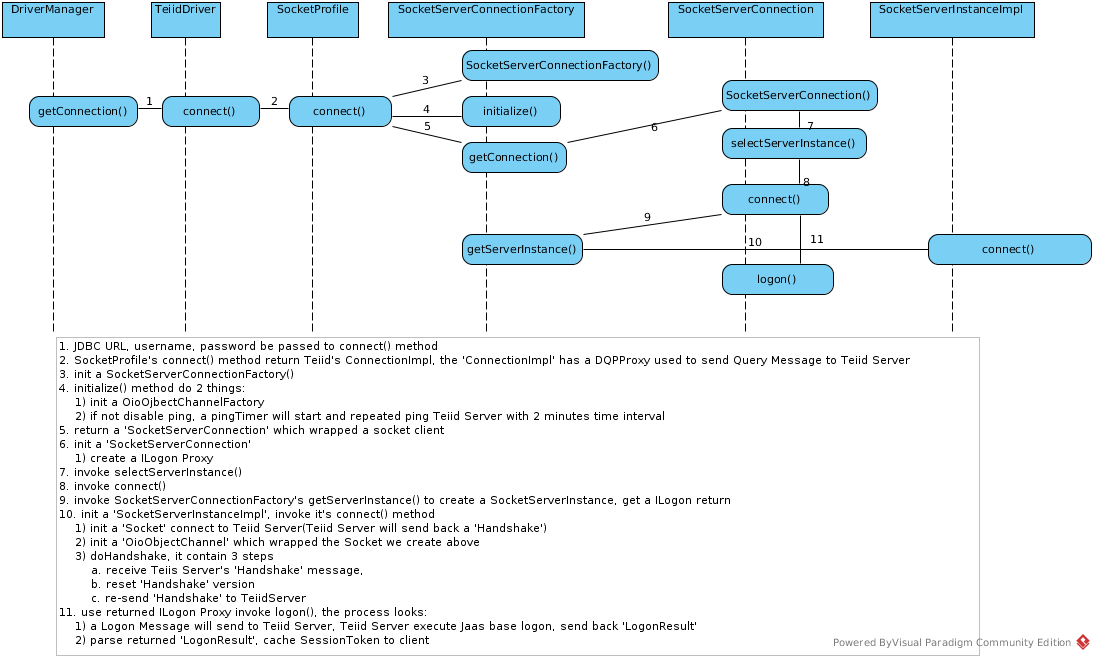 DriverManager
TeiidDriver
SocketProfile
SocketServerConnectionFactory
SocketServerConnection
SocketServerInstanceImpl
SocketServerConnectionFactory()
3
SocketServerConnection()
getConnection()
1
connect()
2
connect()
4
initialize()
5
6
7
selectServerInstance()
getConnection()
8
connect()
9
getServerInstance()
10
11
connect()
logon()
1. JDBC URL, username, password be passed to connect() method
2. SocketProfile's connect() method return Teiid's ConnectionImpl, the 'ConnectionImpl' has a DQPProxy used to send Query Message to Teiid Server
3. init a SocketServerConnectionFactory()
4. initialize() method do 2 things:
1) init a OioOjbectChannelFactory
2) if not disable ping, a pingTimer will start and repeated ping Teiid Server with 2 minutes time interval
5. return a 'SocketServerConnection' which wrapped a socket client
6. init a 'SocketServerConnection'
1) create a ILogon Proxy
7. invoke selectServerInstance()
8. invoke connect()
9. invoke SocketServerConnectionFactory's getServerInstance() to create a SocketServerInstance, get a ILogon return
10. init a 'SocketServerInstanceImpl', invoke it's connect() method
1) init a 'Socket' connect to Teiid Server(Teiid Server will send back a 'Handshake')
2) init a 'OioObjectChannel' which wrapped the Socket we create above
3) doHandshake, it contain 3 steps
a. receive Teiis Server's 'Handshake' message,
b. reset 'Handshake' version
c. re-send 'Handshake' to TeiidServer
11. use returned ILogon Proxy invoke logon(), the process looks:
1) a Logon Message will send to Teiid Server, Teiid Server execute Jaas base logon, send back 'LogonResult'
2) parse returned 'LogonResult', cache SessionToken to client
Powered ByVisual Paradigm Community Edition